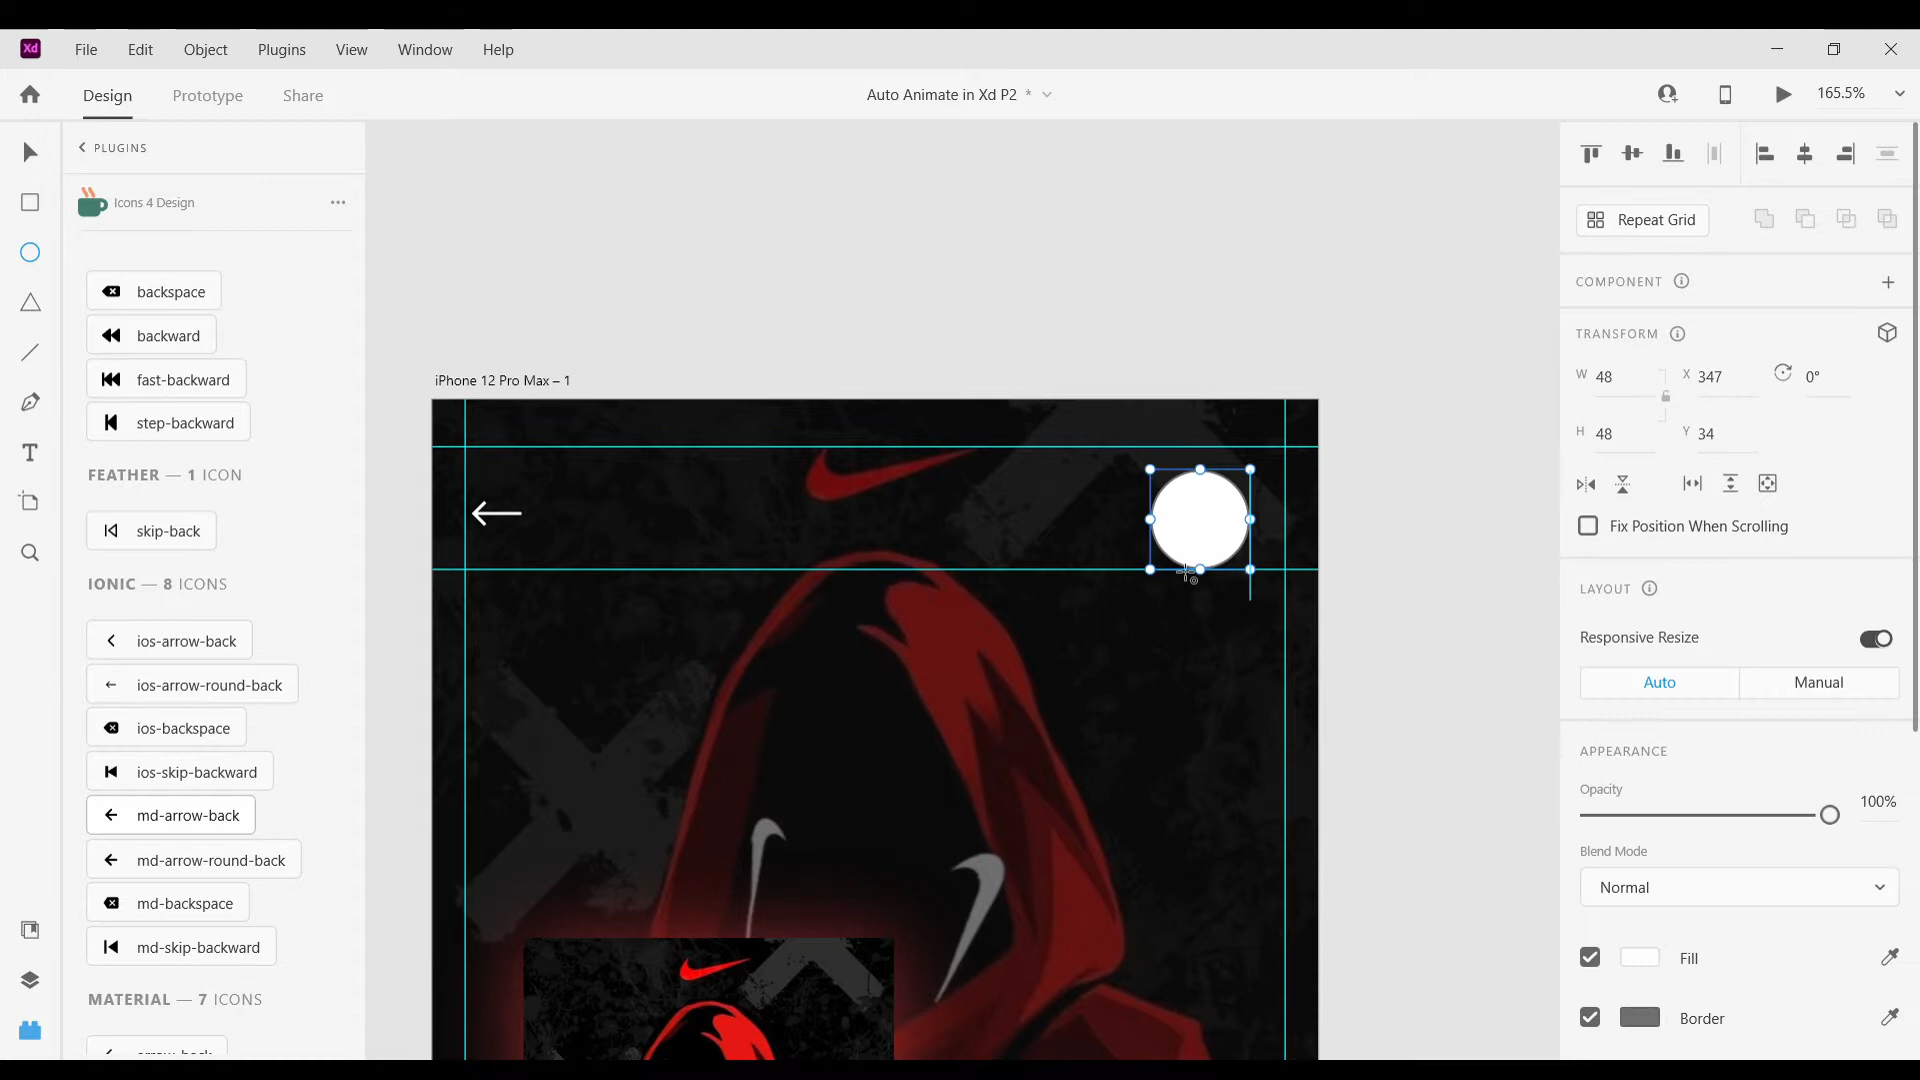 Xd File Edit Object Plugins View Window Help
Design Prototype Share Auto Animate in Xd P2 * 165.5%
PLUGINS
Icons 4 Design
backspace
backward
fast-backward
step-backward
FEATHER — 1 ICON
skip-back
IONIC — 8 ICONS
ios-arrow-back
ios-arrow-round-back
ios-backspace
ios-skip-backward
md-arrow-back
md-arrow-round-back
md-backspace
md-skip-backward
MATERIAL — 7 ICONS
arrow-back
iPhone 12 Pro Max – 1
Repeat Grid
COMPONENT
TRANSFORM
W 48 X 347 0°
H 48 Y 34
Fix Position When Scrolling
LAYOUT
Responsive Resize
Auto Manual
APPEARANCE
Opacity
100%
Blend Mode
Normal
Fill
Border